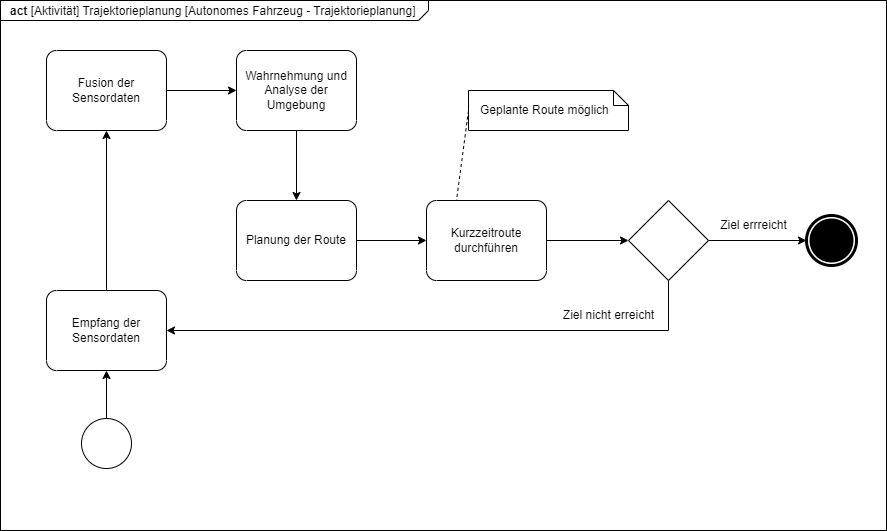 act [Aktivität] Trajektorieplanung [Autonomes Fahrzeug - Trajektorieplanung]
Fusion der
Sensordaten
Wahrnehmung und
Analyse der
Umgebung
Geplante Route möglich
Planung der Route
Kurzzeitroute
durchführen
Ziel errreicht
Ziel nicht erreicht
Empfang der
Sensordaten